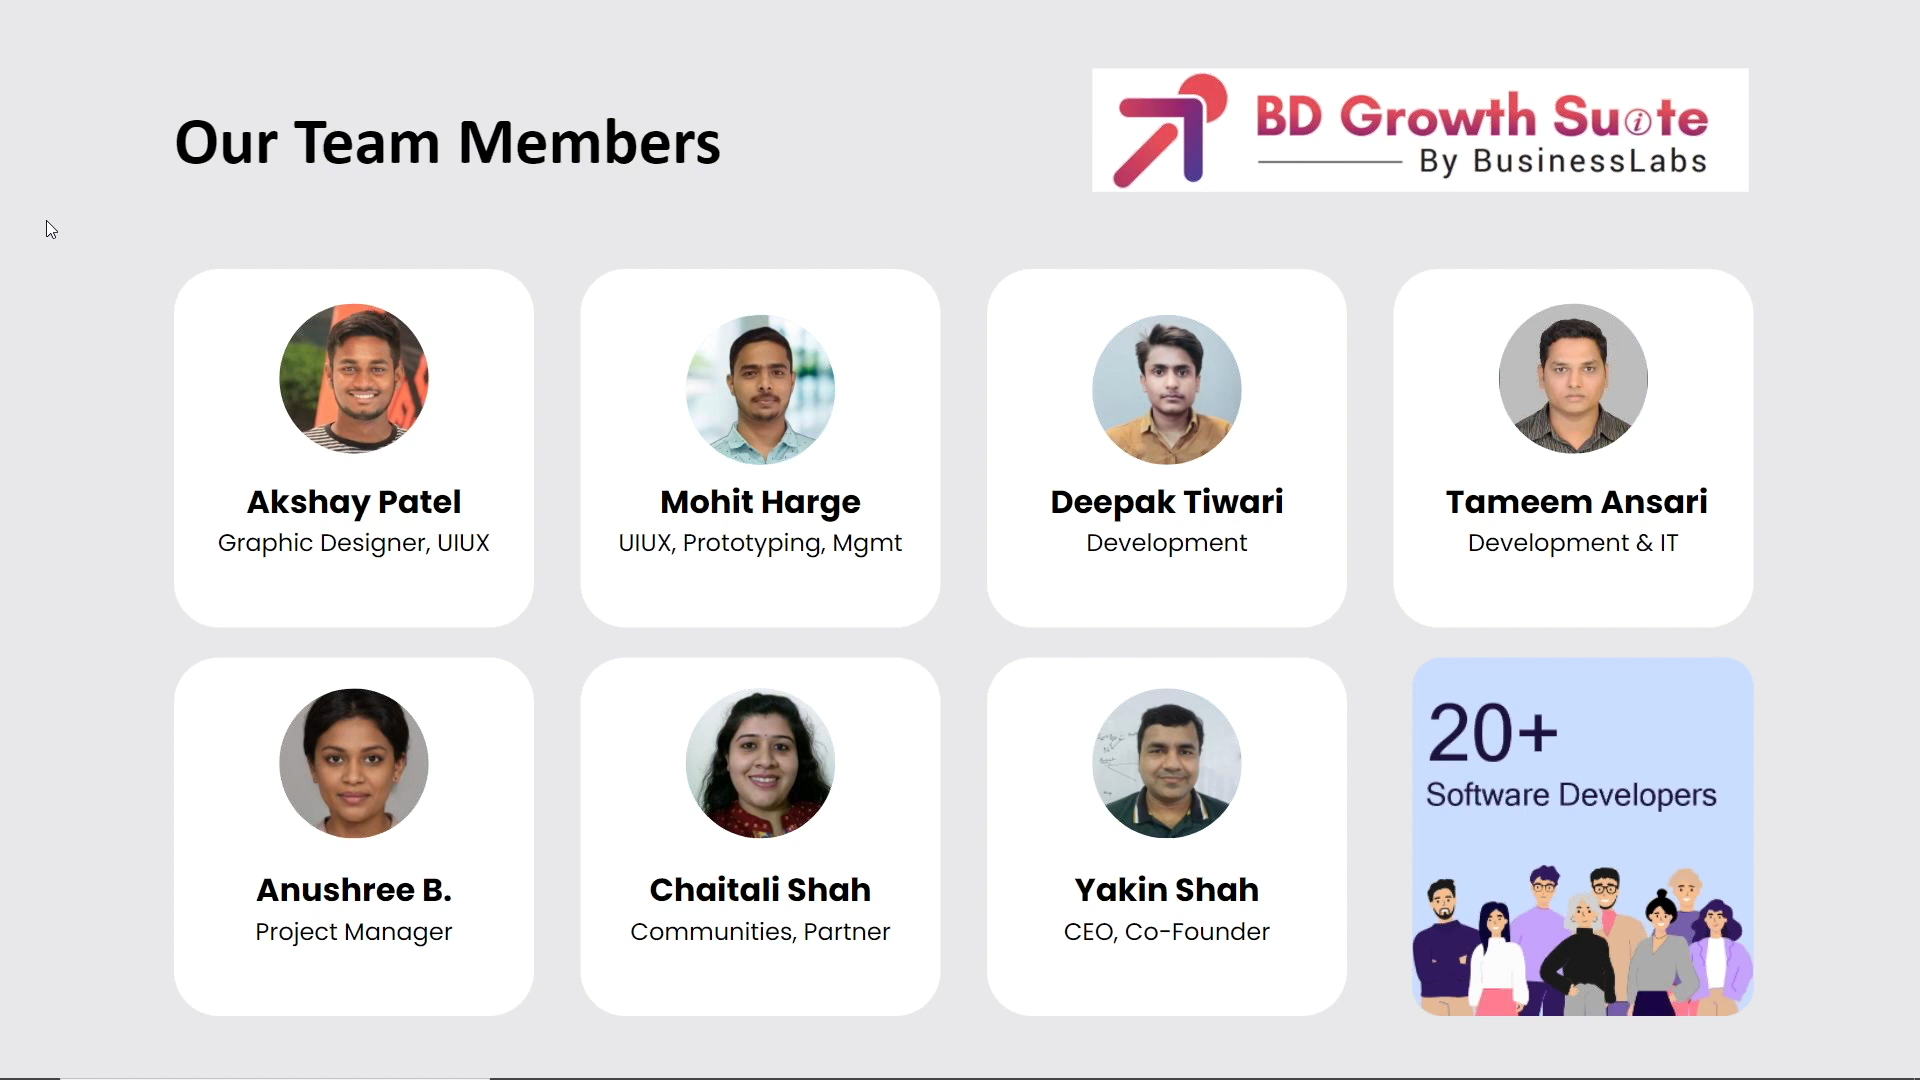 Our Team Members
BD Growth Suite
By BusinessLabs
Akshay Patel
Graphic Designer, UIUX
Mohit Harge
UIUX, Prototyping, Mgmt
Deepak Tiwari
Development
Tameem Ansari
Development & IT
Anushree B.
Project Manager
Chaitali Shah
Communities, Partner
Yakin Shah
CEO, Co-Founder
20+
Software Developers